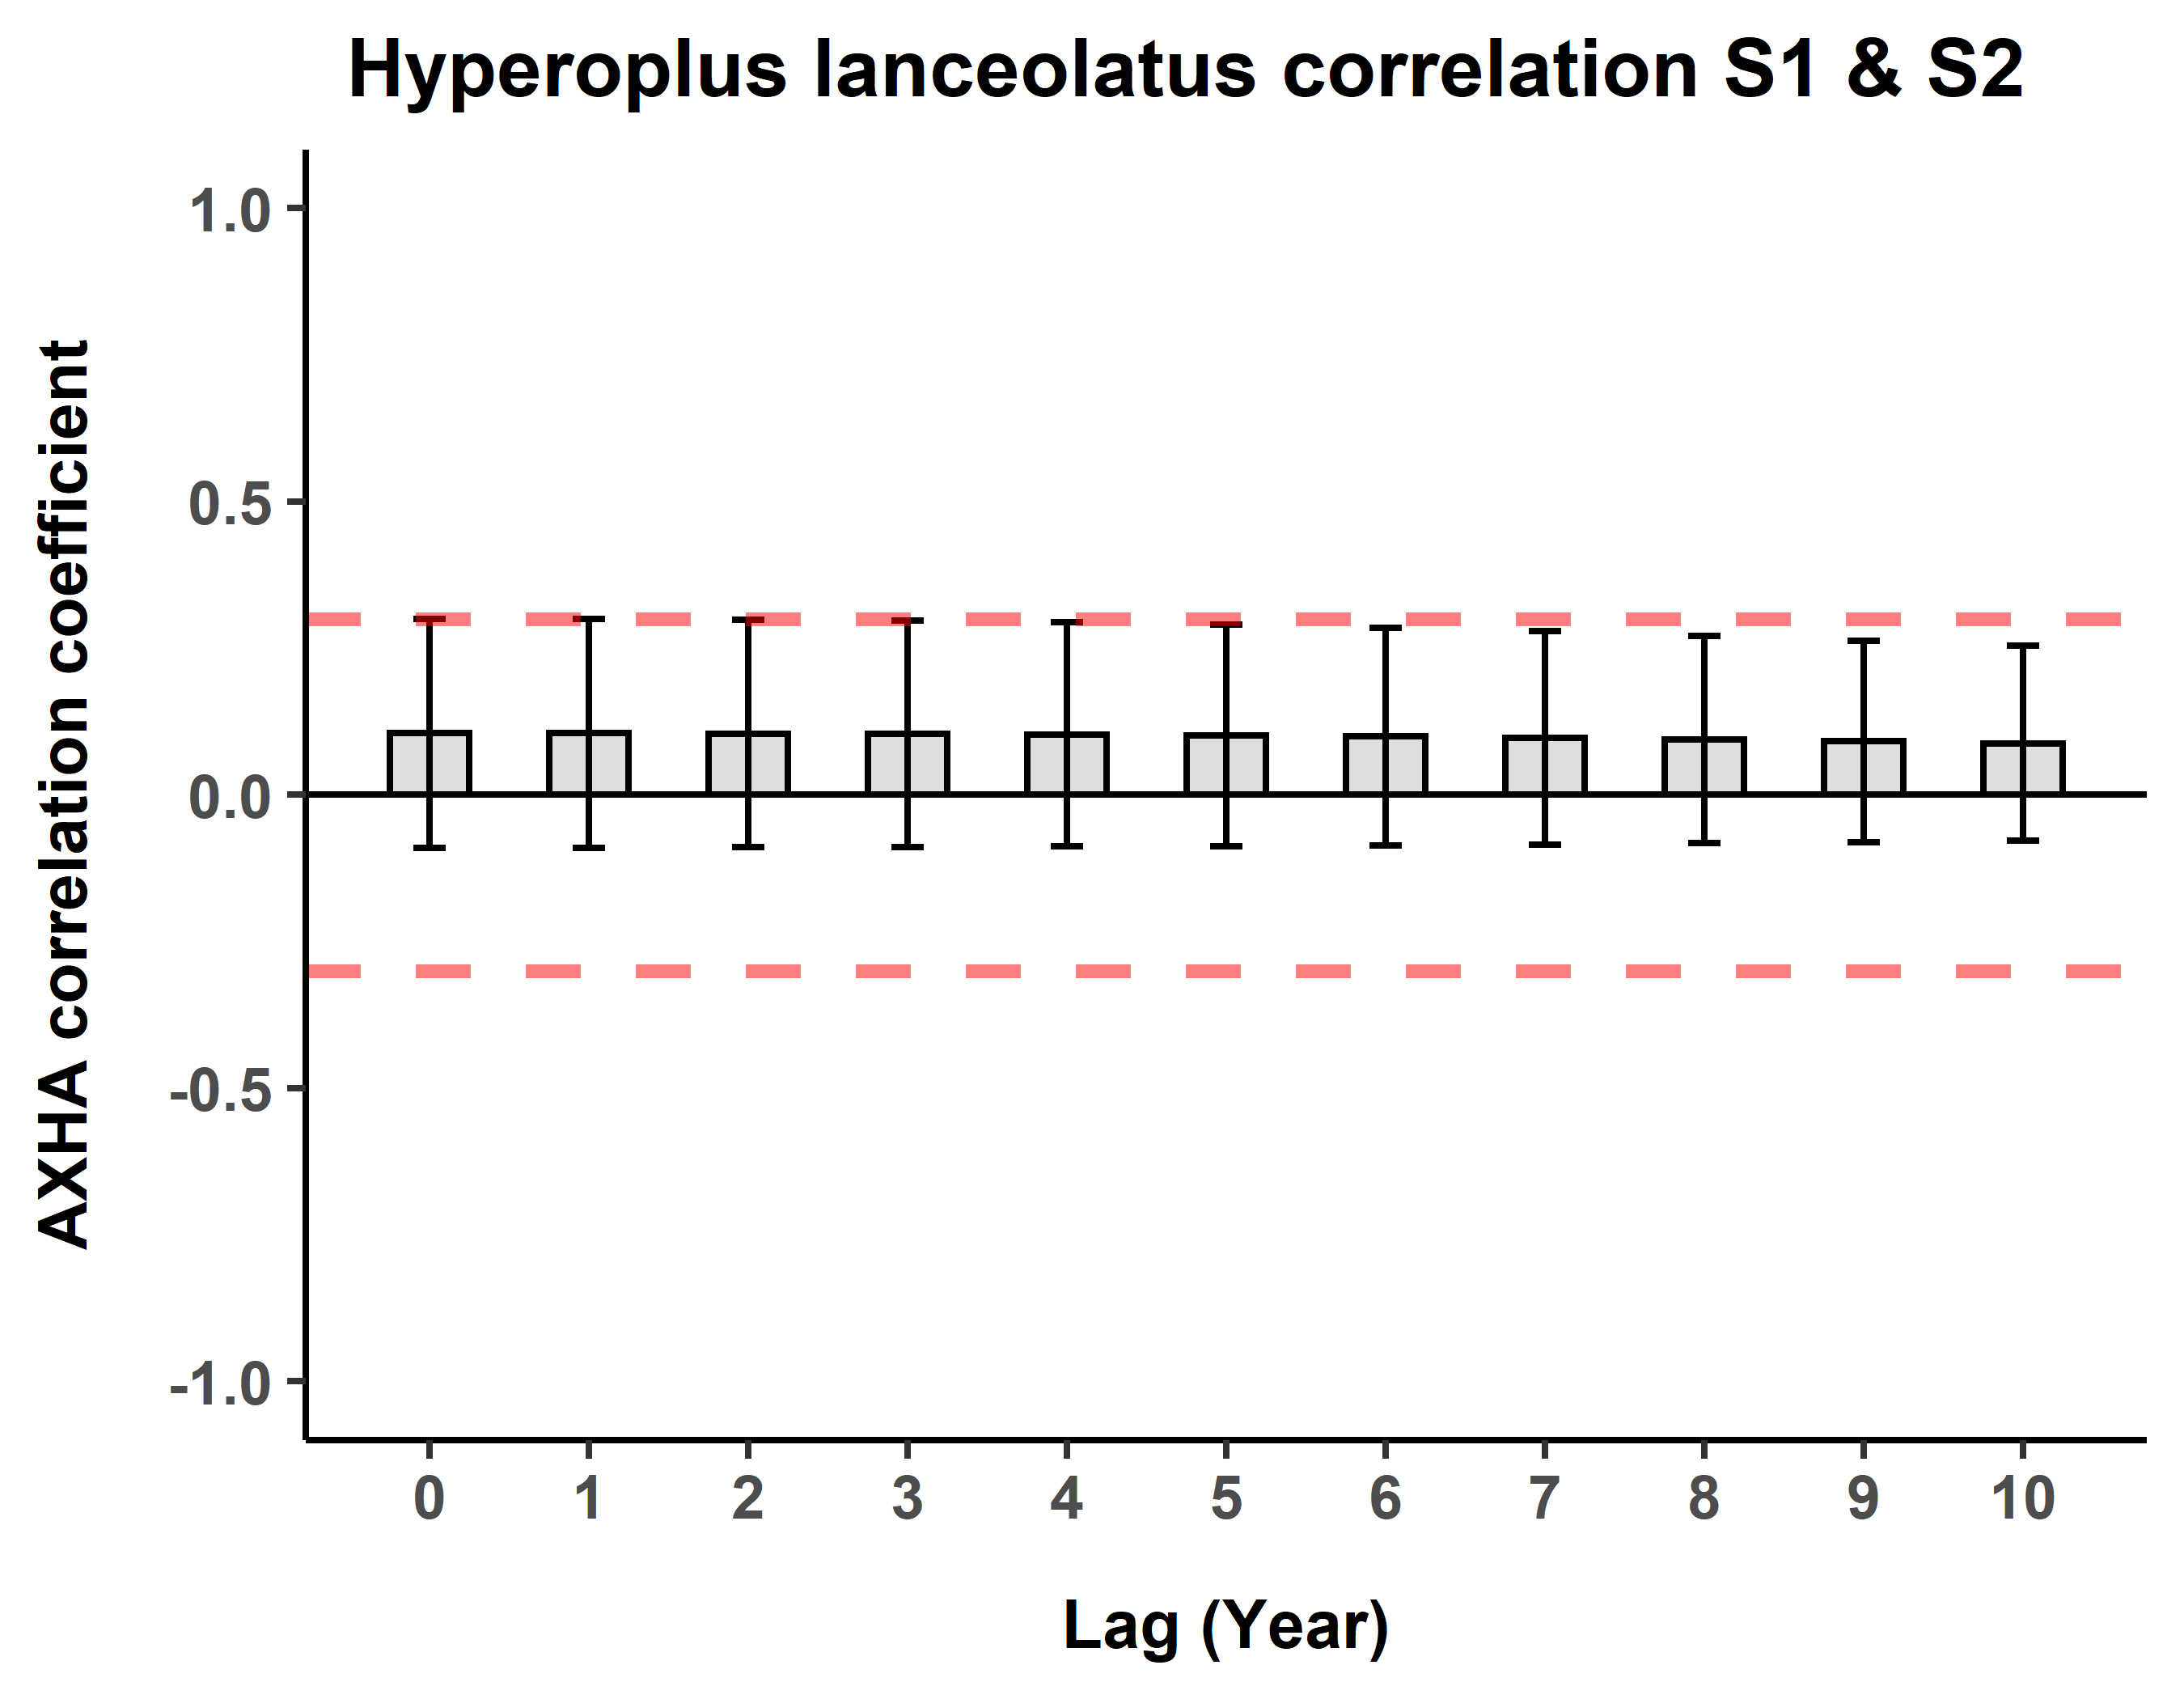 Hyperoplus lanceolatus correlation S1 & S2
AXHA correlation coefficient
1.0
0.5
0.0
-0.5
-1.0
0 1 2 3 4 5 6 7 8 9 10
Lag (Year)